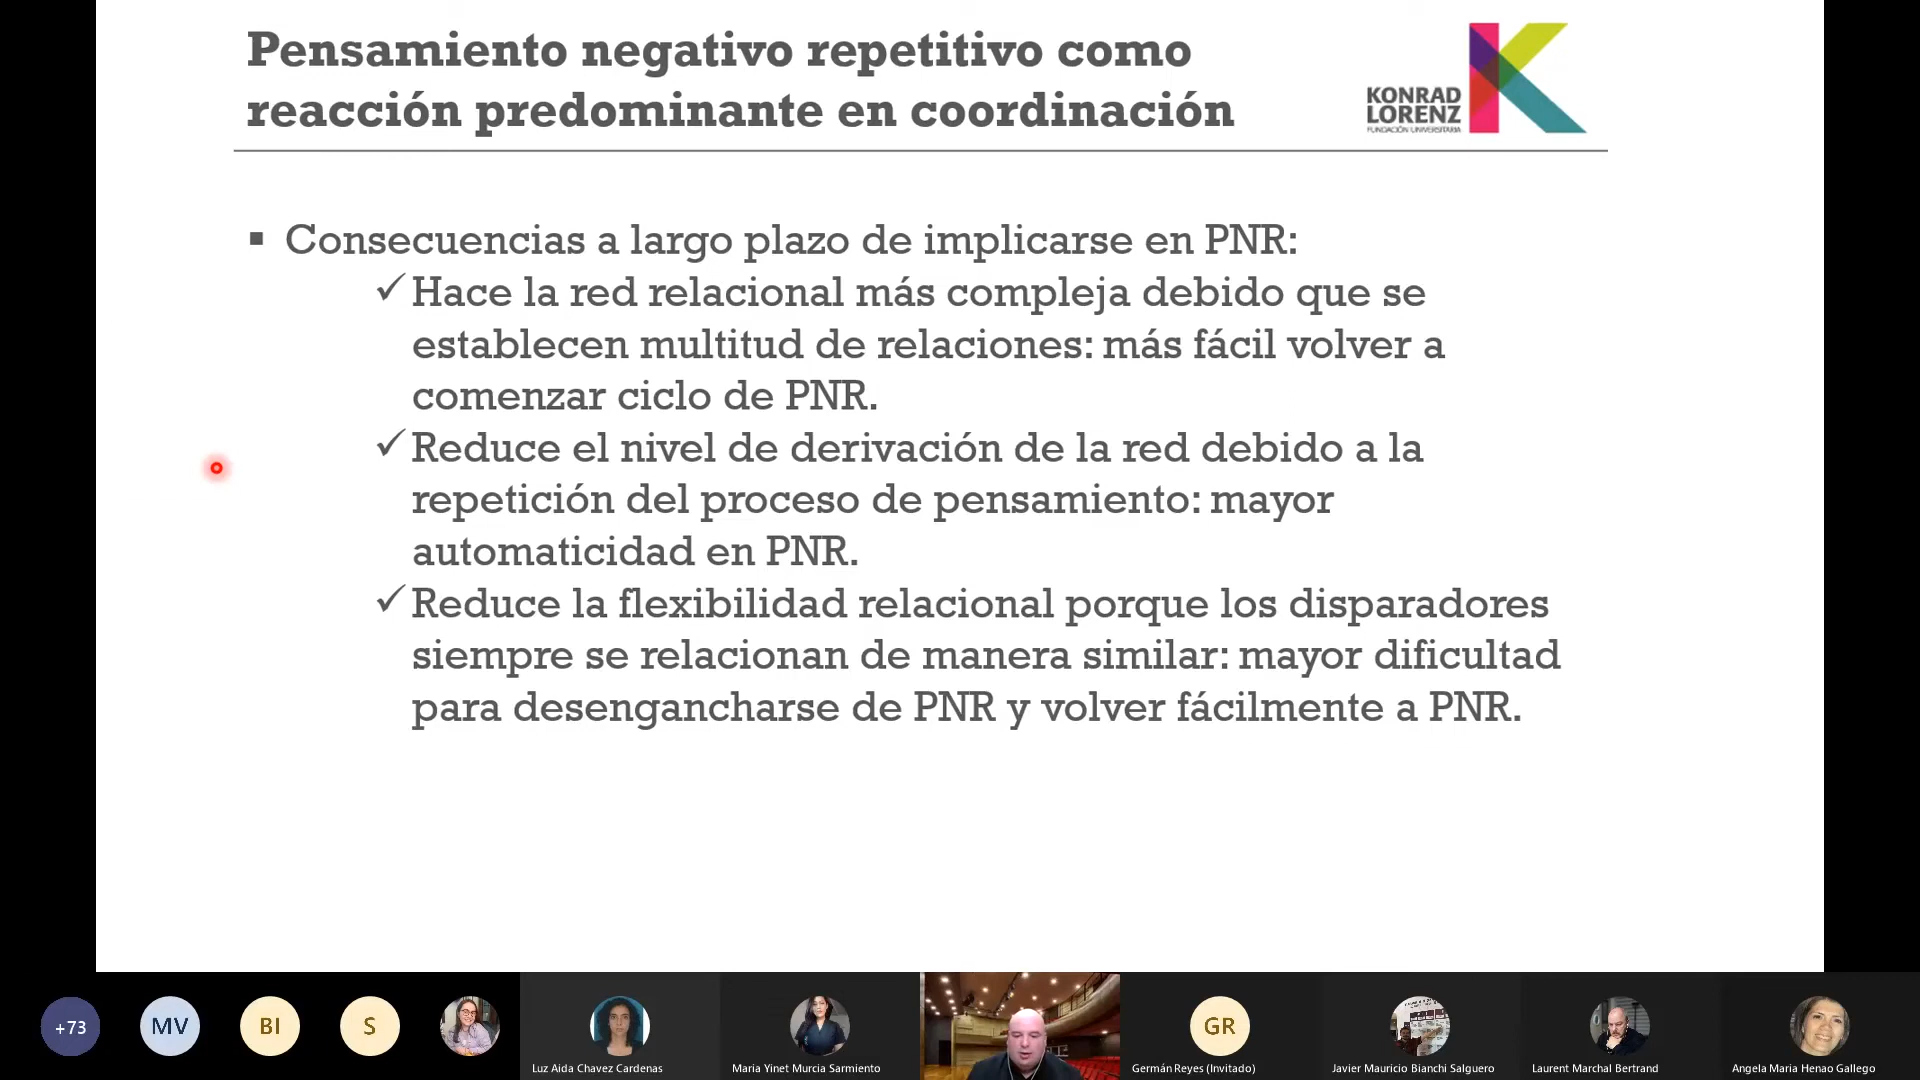 Pensamiento negativo repetitivo como
reacción predominante en coordinación
KONRAD
LORENZ
FUNDACIÓN UNIVERSITARIA
▪ Consecuencias a largo plazo de implicarse en PNR:
✓Hace la red relacional más compleja debido que se
establecen multitud de relaciones: más fácil volver a
comenzar ciclo de PNR.
✓Reduce el nivel de derivación de la red debido a la
repetición del proceso de pensamiento: mayor
automaticidad en PNR.
✓Reduce la flexibilidad relacional porque los disparadores
siempre se relacionan de manera similar: mayor dificultad
para desengancharse de PNR y volver fácilmente a PNR.
+73
MV
BI
S
GR
Luz Aida Chavez Cardenas
Maria Yinet Murcia Sarmiento
Germán Reyes (Invitado)
Javier Mauricio Bianchi Salguero
Laurent Marchal Bertrand
Angela Maria Henao Gallego